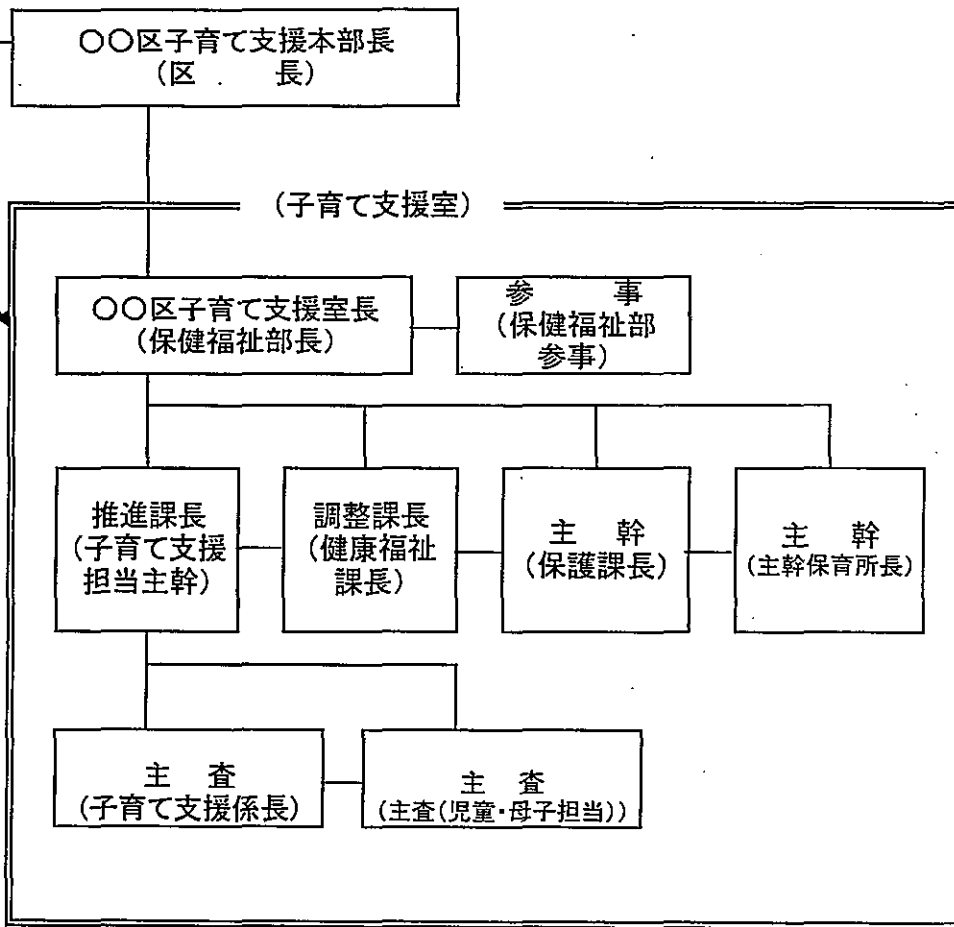 〇〇区子育て支援本部長
(区　　長)
(子育て支援室)
〇〇区子育て支援室長
(保健福祉部長)
参　　事
(保健福祉部
参事)
推進課長
(子育て支援
担当主幹)
調整課長
(健康福祉
課長)
主　幹
(保護課長)
主　幹
(主幹保育所長)
主　査
(子育て支援係長)
主　査
(主査(児童・母子担当))